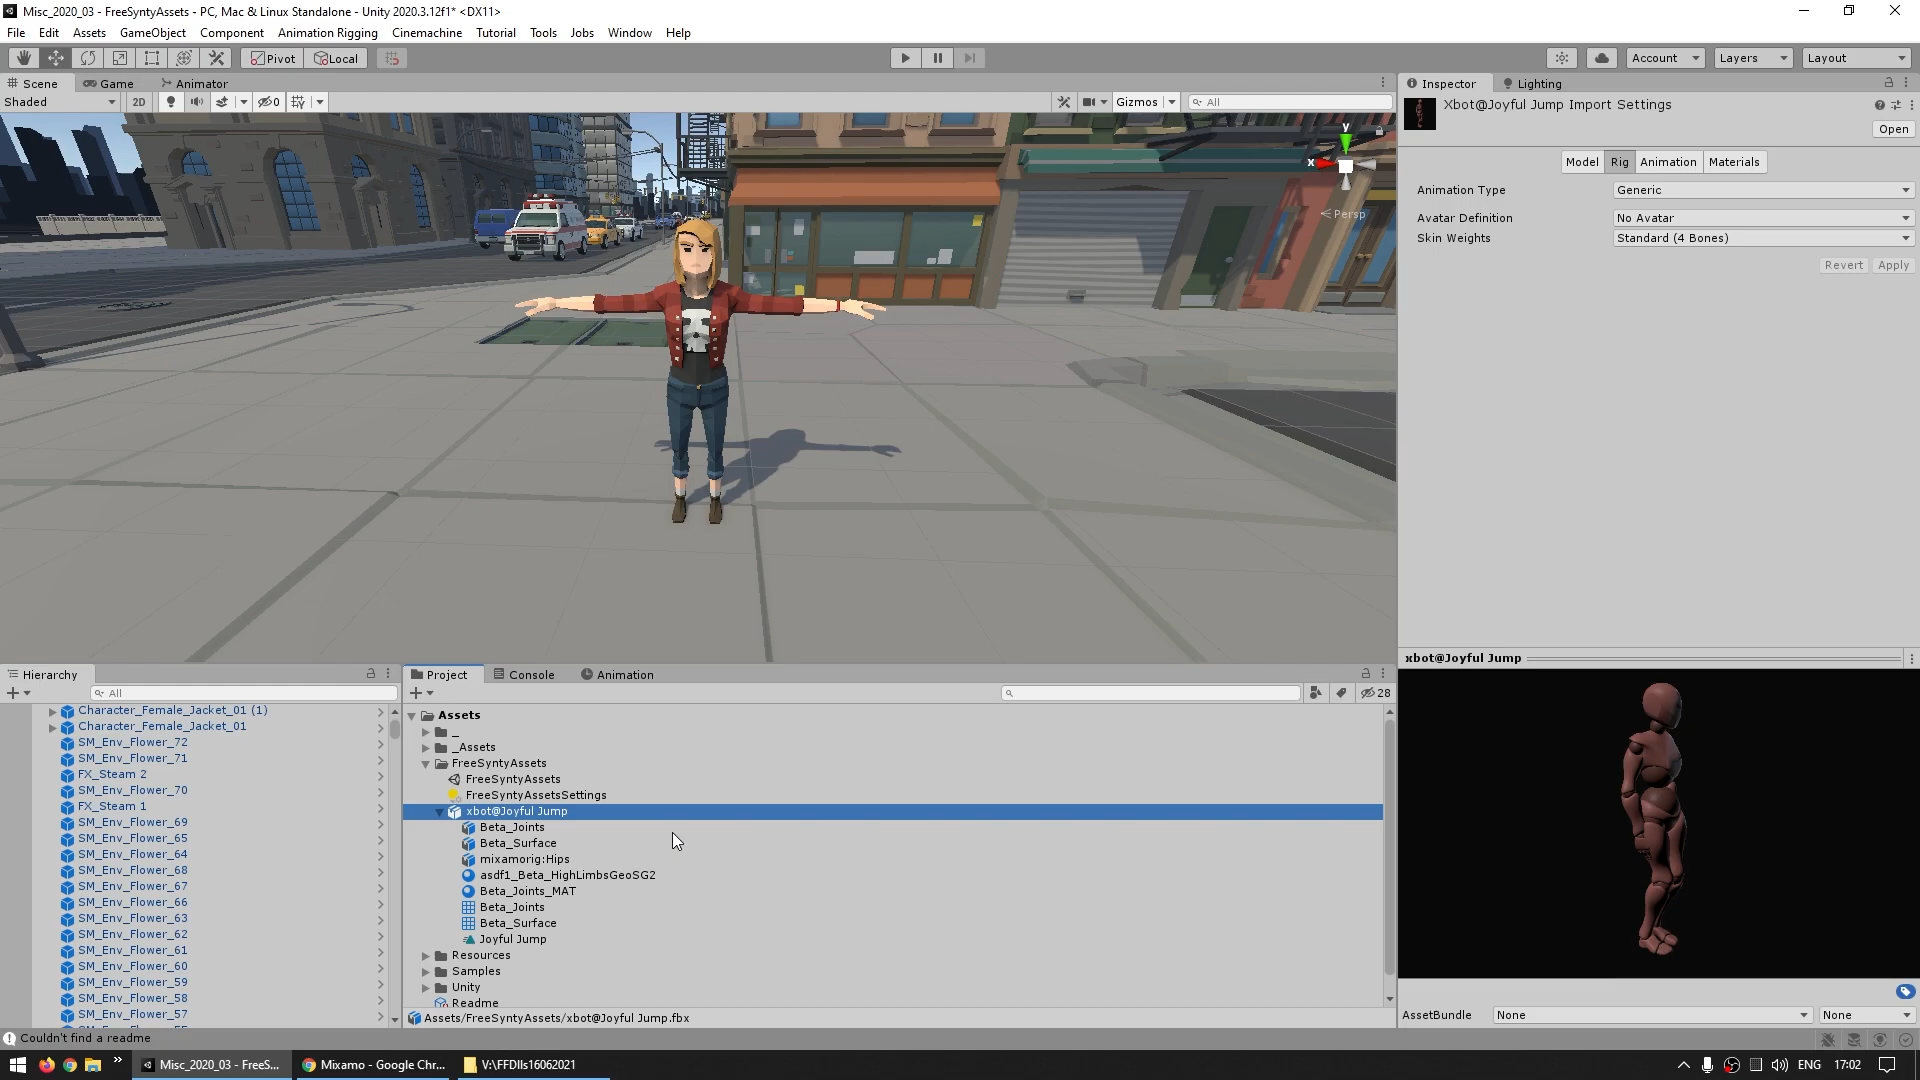 Misc_2020_03 - FreeSyntyAssets - PC, Mac & Linux Standalone - Unity 2020.3.12f1* <DX11>
File Edit Assets GameObject Component Animation Rigging Cinemachine Tutorial Tools Jobs Window Help
Pivot Local Account Layers Layout
Scene Game Animator
Shaded 2D 0 Gizmos All
Inspector Lighting
Xbot@Joyful Jump Import Settings
Open
Model Rig Animation Materials
Animation Type Generic
Avatar Definition No Avatar
Skin Weights Standard (4 Bones)
Revert Apply
y
x
Persp
xbot@Joyful Jump
AssetBundle None None
Hierarchy
All
Character_Female_Jacket_01 (1)
Character_Female_Jacket_01
SM_Env_Flower_72
SM_Env_Flower_71
FX_Steam 2
SM_Env_Flower_70
FX_Steam 1
SM_Env_Flower_69
SM_Env_Flower_65
SM_Env_Flower_64
SM_Env_Flower_68
SM_Env_Flower_67
SM_Env_Flower_66
SM_Env_Flower_63
SM_Env_Flower_62
SM_Env_Flower_61
SM_Env_Flower_60
SM_Env_Flower_59
SM_Env_Flower_58
SM_Env_Flower_57
Project Console Animation
28
Assets
_
_Assets
FreeSyntyAssets
FreeSyntyAssets
FreeSyntyAssetsSettings
xbot@Joyful Jump
Beta_Joints
Beta_Surface
mixamorig:Hips
asdf1_Beta_HighLimbsGeoSG2
Beta_Joints_MAT
Beta_Joints
Beta_Surface
Joyful Jump
Resources
Samples
Unity
Readme
Assets/FreeSyntyAssets/xbot@Joyful Jump.fbx
Couldn't find a readme
Misc_2020_03 - FreeS... Mixamo - Google Chr... V:\FFDlls16062021 ENG 17:02